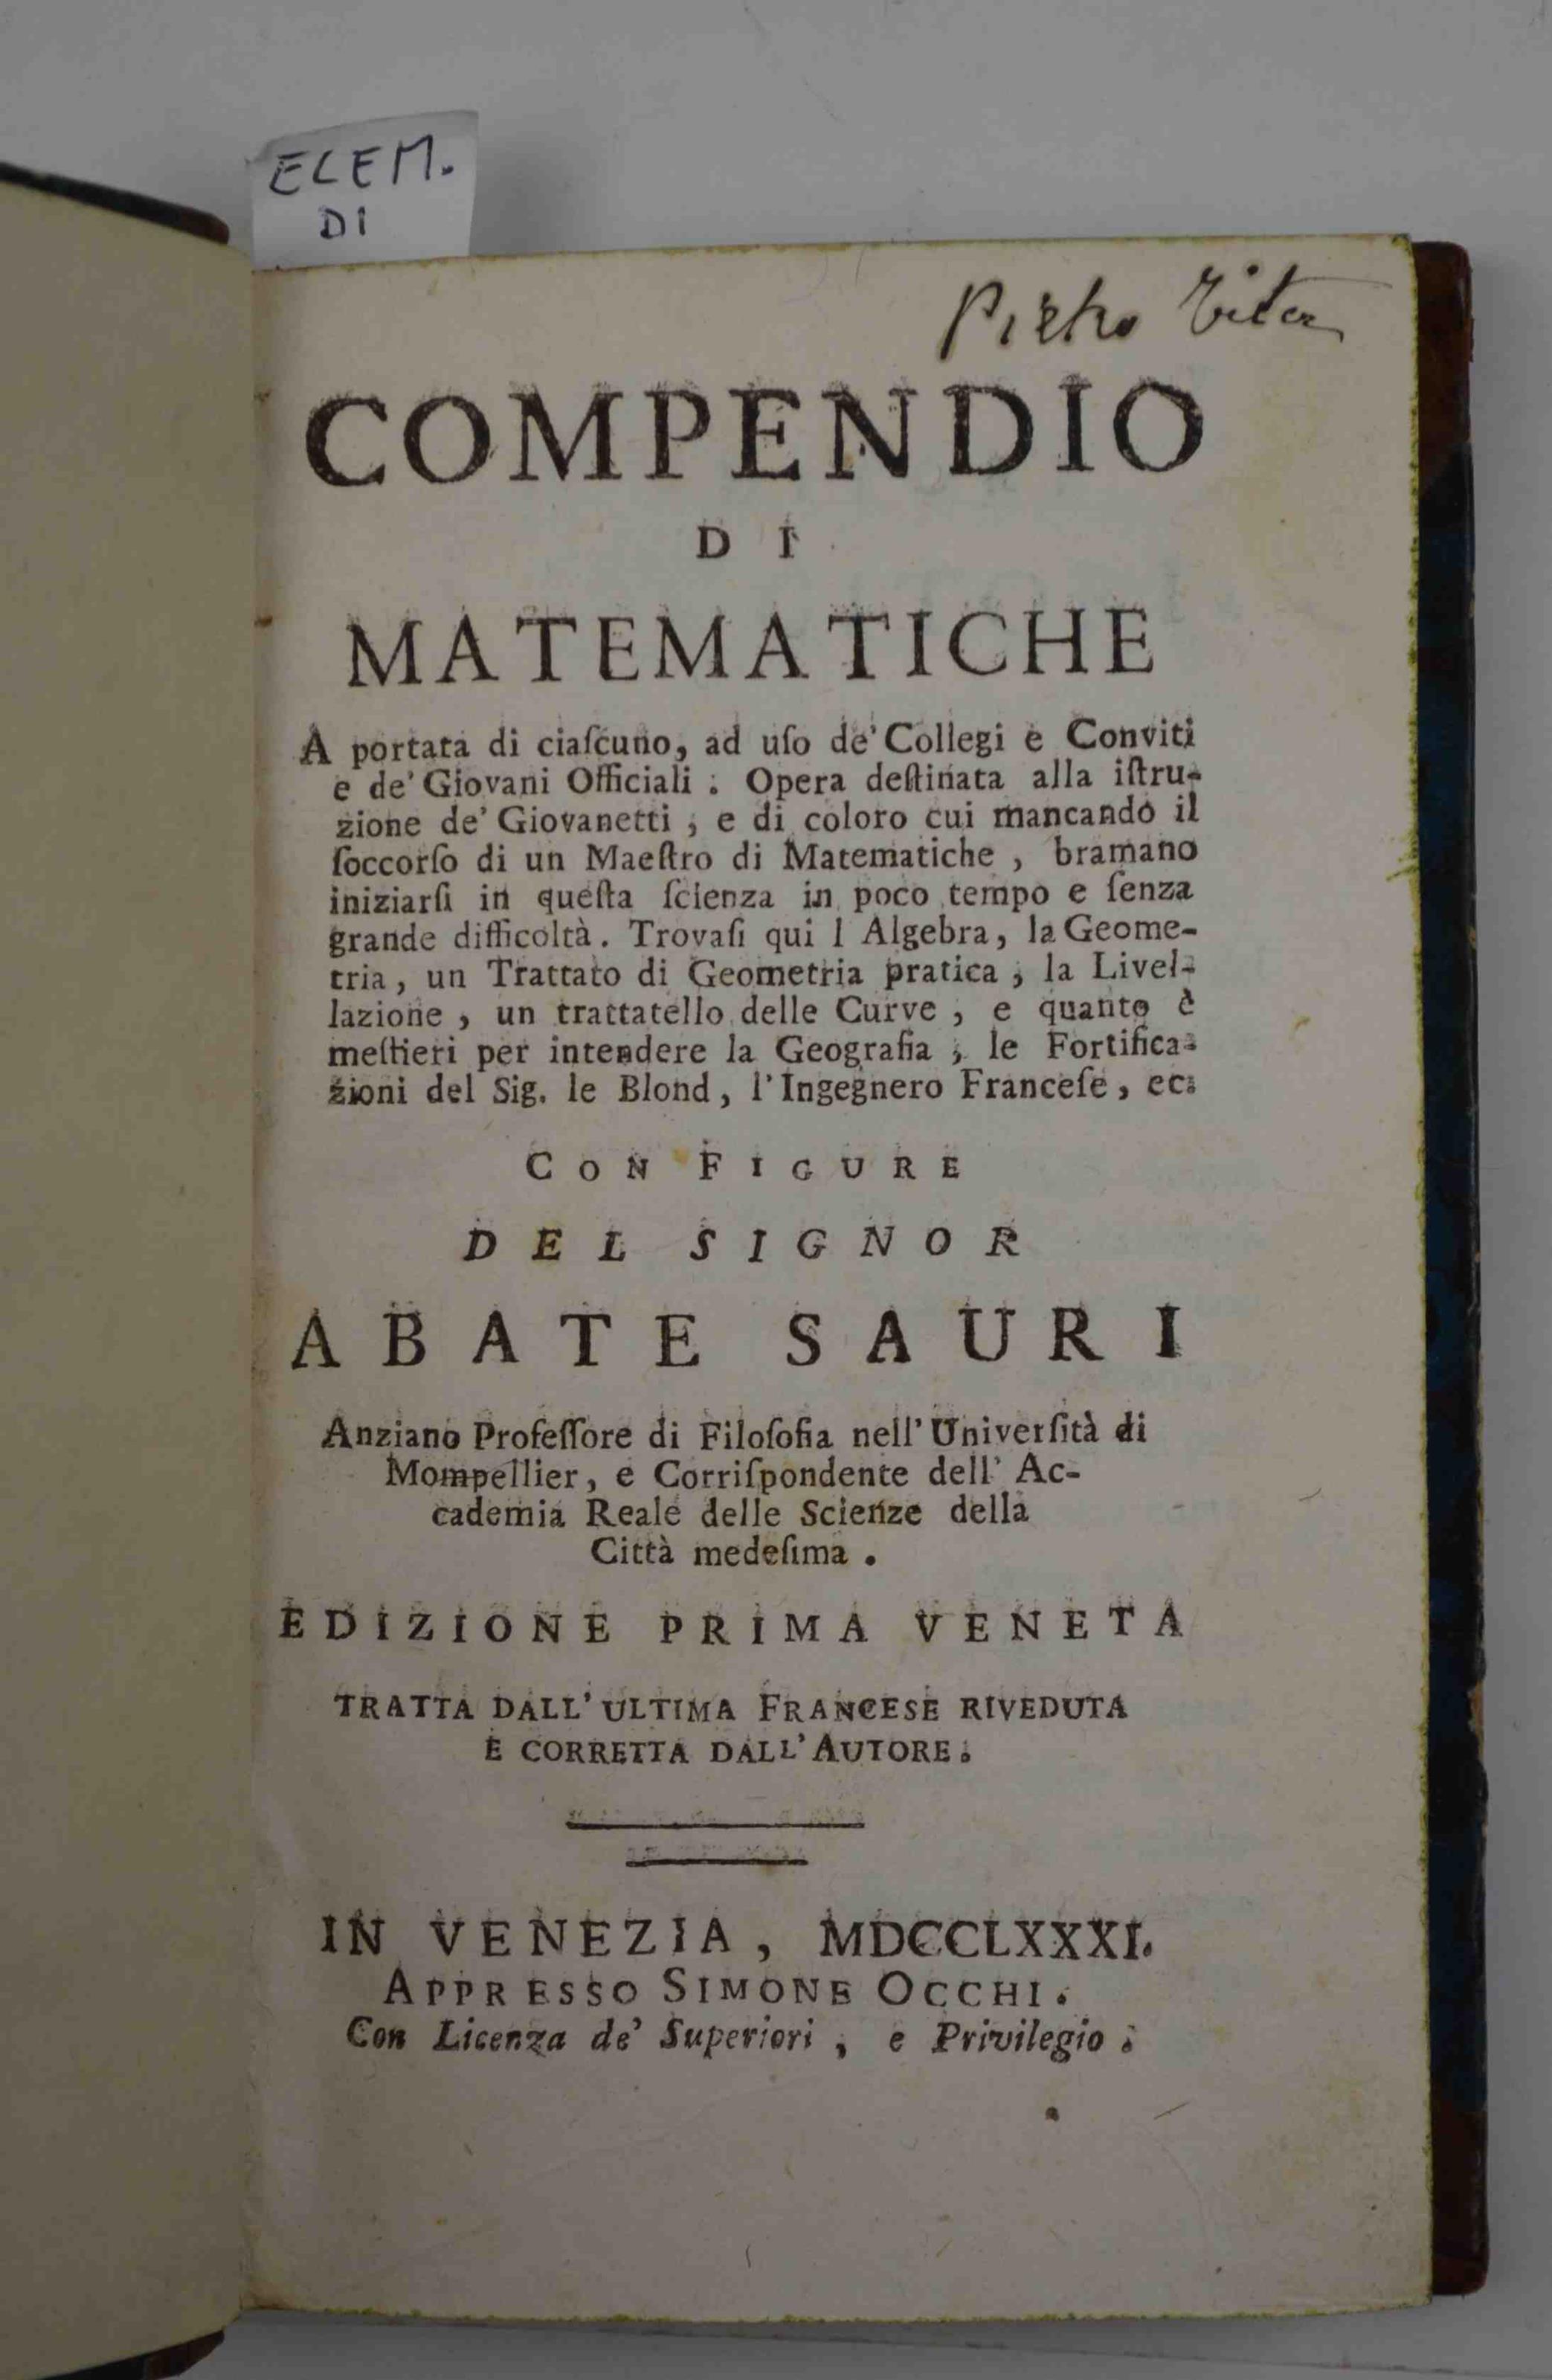 ELEM.
DI
Pietro
COMPENDIO
DI
MATEMATICHE
A portata di ciaſcuno, ad uſo de' Collegi e Conviti
e de' Giovani Officiali. Opera deſtinata alla iſtru-
zione de' Giovanetti, e di coloro cui mancando il
ſoccorſo di un Maeſtro di Matematiche, bramano
iniziarſi in queſta ſcienza in poco tempo e ſenza
grande difficoltà. Trovaſi qui l Algebra, la Geome-
tria, un Trattato di Geometria pratica, la Livel-
lazione, un trattatello delle Curve, e quanto è
meſtieri per intendere la Geografia, le Fortifica-
zioni del Sig. le Blond, l'Ingegnero Franceſe, ec.
CON FIGURE
DEL SIGNOR
ABATE SAURI
Anziano Profeſſore di Filoſofia nell' Univerſità di
Mompellier, e Corriſpondente dell' Ac-
cademia Reale delle Scienze della
Città medeſima.
EDIZIONE PRIMA VENETA
TRATTA DALL' ULTIMA FRANCESE RIVEDUTA
E CORRETTA DALL' AUTORE.
IN VENEZIA, MDCCLXXXI.
APPRESSO SIMONE OCCHI.
Con Licenza de' Superiori, e Privilegio.